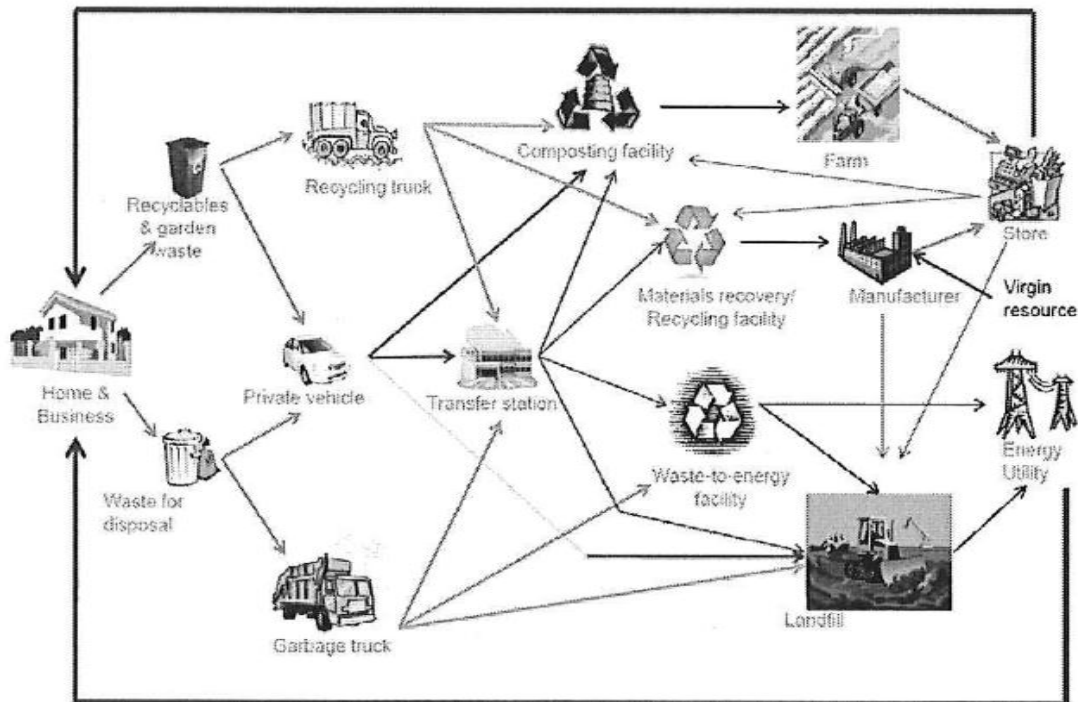 Composting facility
Farm
Recycling truck
Recyclables
& garden
waste
Store
Materials recovery/
Recycling facility
Manufacturer
Virgin
resource
Home &
Business
Private vehicle
Transfer station
Waste-to-energy
facility
Energy
Utility
Waste for
disposal
Landfill
Garbage truck